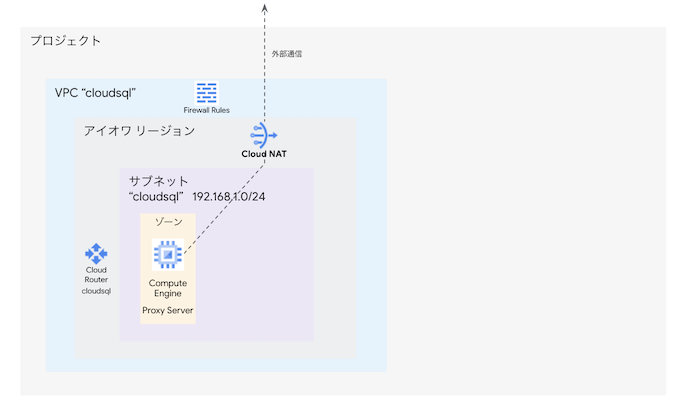 プロジェクト
外部通信
VPC “cloudsql”
Firewall Rules
アイオワ リージョン
Cloud NAT
サブネット
“cloudsql” 192.168.1.0/24
ゾーン
Cloud
Router
cloudsql
Compute
Engine
Proxy Server